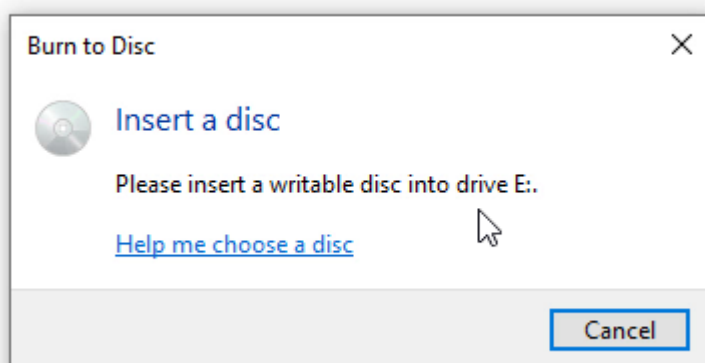 Burn to Disc
Insert a disc
Please insert a writable disc into drive E:.
Help me choose a disc
Cancel